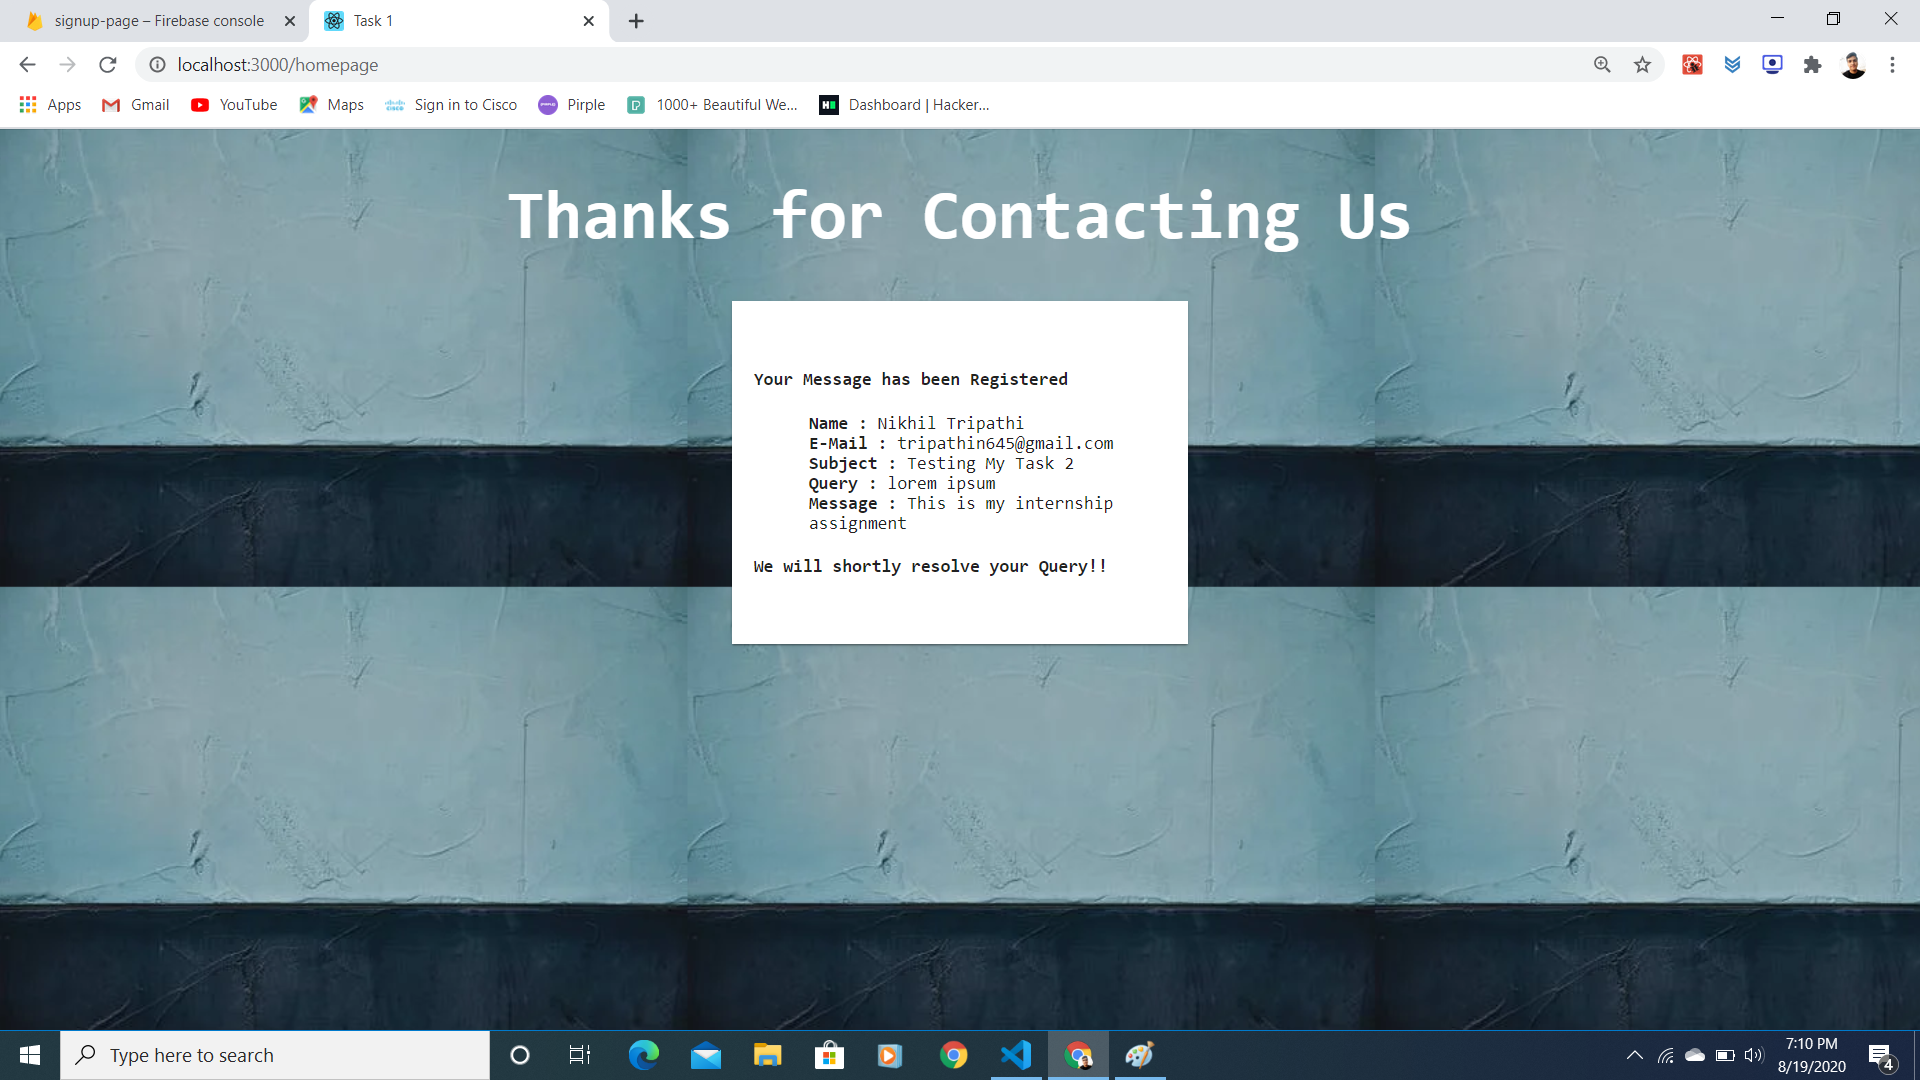 signup-page – Firebase console
Task 1
localhost:3000/homepage
Apps
Gmail
YouTube
Maps
Sign in to Cisco
Pirple
1000+ Beautiful We...
Dashboard | Hacker...
Thanks for Contacting Us
Your Message has been Registered
Name : Nikhil Tripathi
E-Mail : tripathin645@gmail.com
Subject : Testing My Task 2
Query : lorem ipsum
Message : This is my internship
assignment
We will shortly resolve your Query!!
Type here to search
7:10 PM
8/19/2020
4